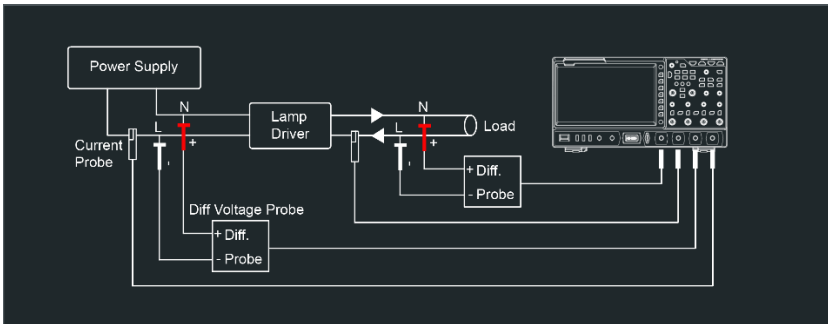 Power Supply
N
N
Lamp
Driver
L
+
L
+
Load
Current
Probe
-
-
+ Diff.
- Probe
Diff Voltage Probe
+ Diff.
- Probe